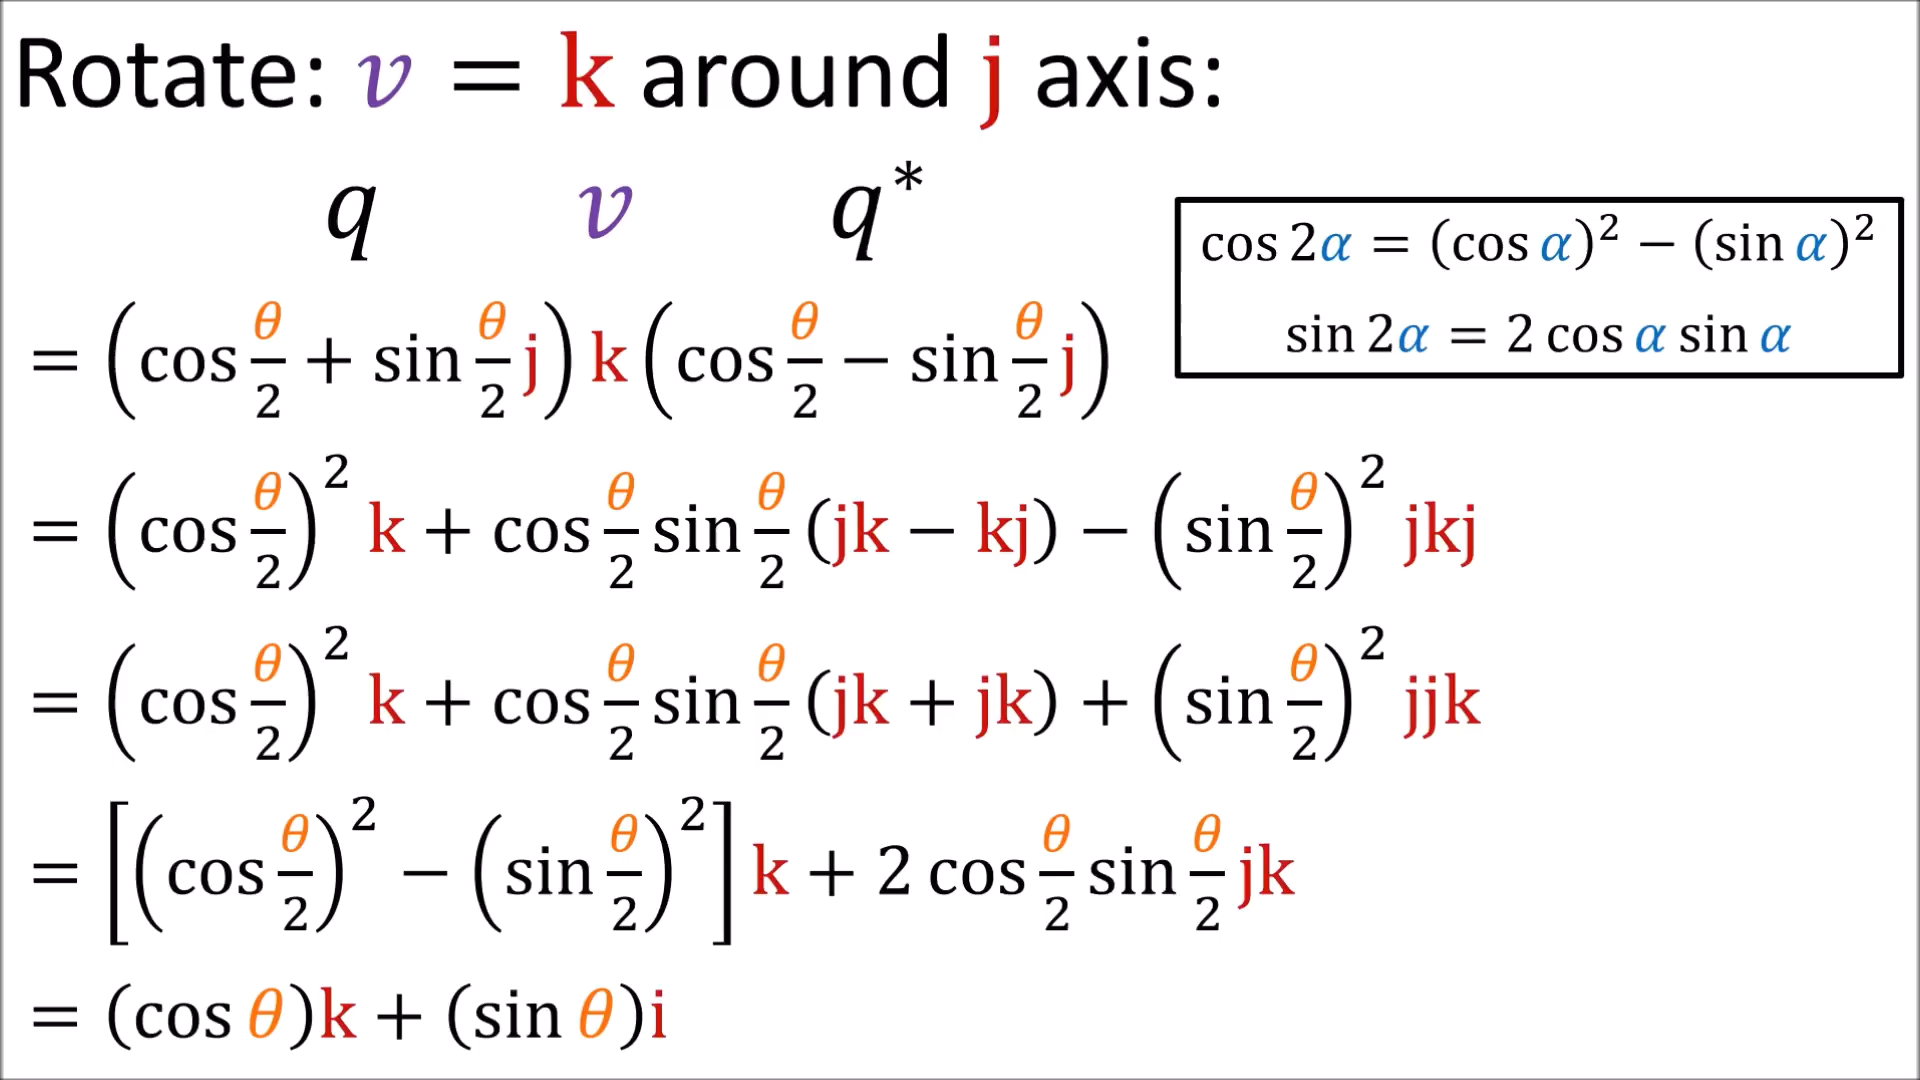 Rotate: v = k around j axis:
q v q*
cos 2α = (cos α)² − (sin α)²
sin 2α = 2 cos α sin α
= (cos θ/2 + sin θ/2 j) k (cos θ/2 − sin θ/2 j)
= (cos θ/2)² k + cos θ/2 sin θ/2 (jk − kj) − (sin θ/2)² jkj
= (cos θ/2)² k + cos θ/2 sin θ/2 (jk + jk) + (sin θ/2)² jjk
= [(cos θ/2)² − (sin θ/2)²] k + 2 cos θ/2 sin θ/2 jk
= (cos θ)k + (sin θ)i